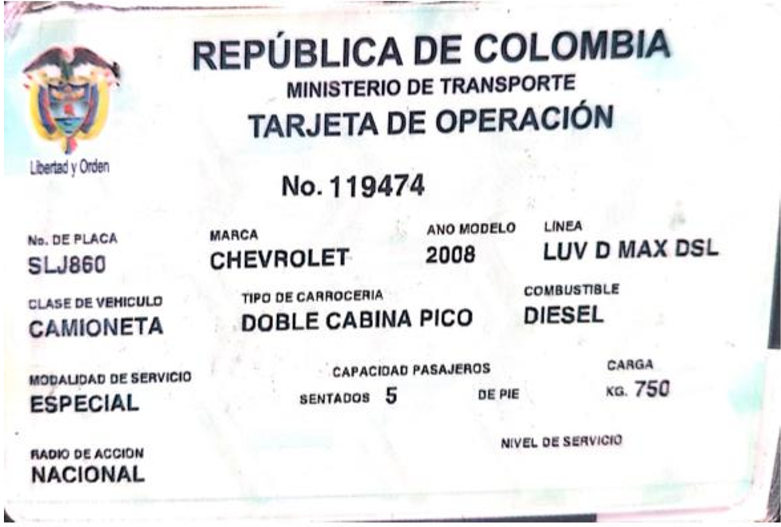 REPÚBLICA DE COLOMBIA
MINISTERIO DE TRANSPORTE
TARJETA DE OPERACIÓN
Libertad y Orden
No. 119474
No. DE PLACA MARCA ANO MODELO LINEA
SLJ860 CHEVROLET 2008 LUV D MAX DSL
CLASE DE VEHICULO TIPO DE CARROCERIA COMBUSTIBLE
CAMIONETA DOBLE CABINA PICO DIESEL
MODALIDAD DE SERVICIO CAPACIDAD PASAJEROS CARGA
ESPECIAL SENTADOS 5 DE PIE KG. 750
RADIO DE ACCIÓN NIVEL DE SERVICIO
NACIONAL